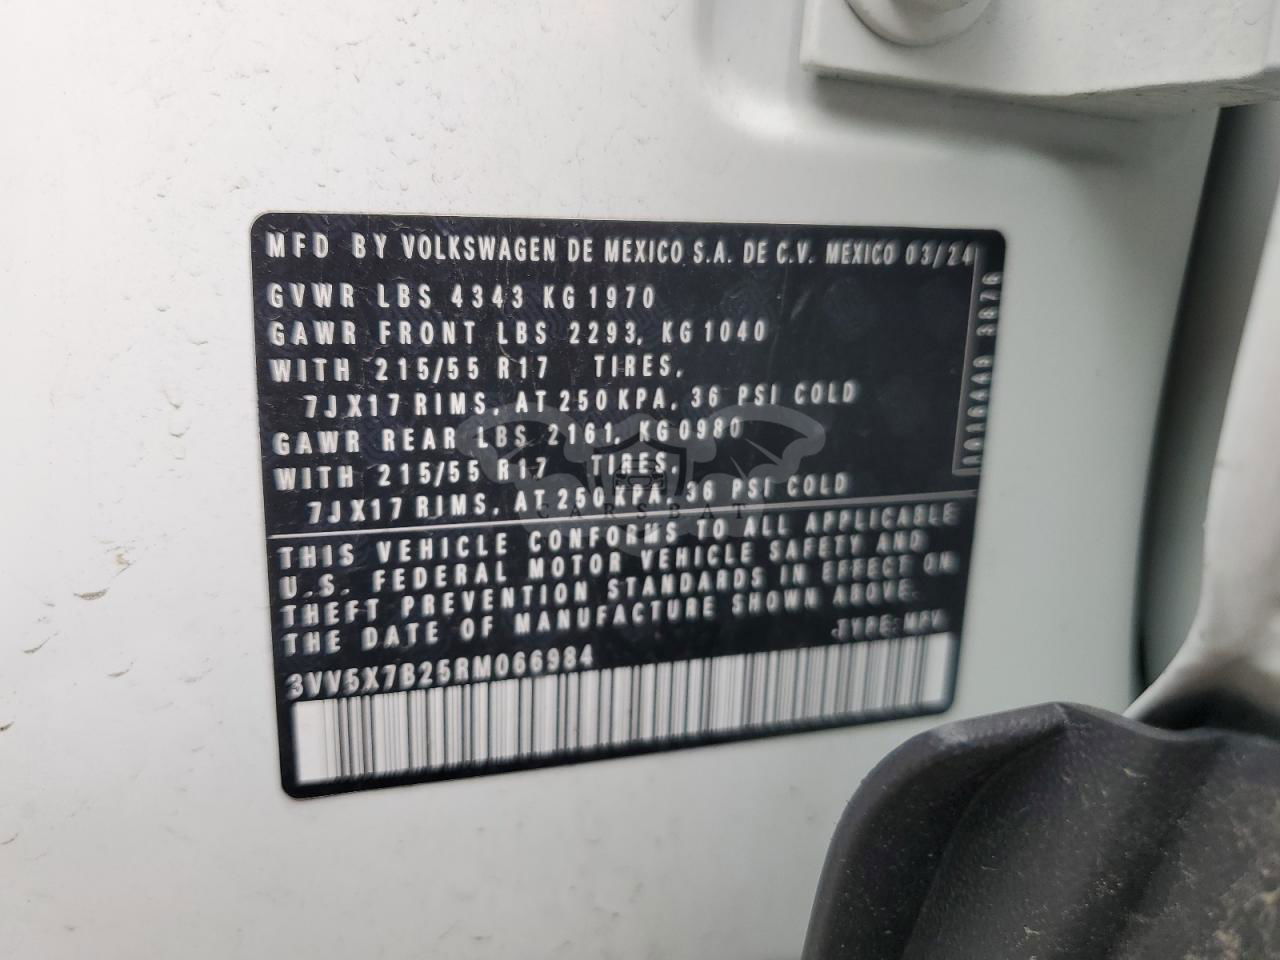 MFD BY VOLKSWAGEN DE MEXICO S.A. DE C.V. MEXICO 03/24
GVWR LBS 4343 KG 1970
GAWR FRONT LBS 2293, KG 1040
WITH 215/55 R17 TIRES,
7JX17 RIMS, AT 250 KPA, 36 PSI COLD
GAWR REAR LBS 2161, KG 0980
WITH 215/55 R17 TIRES,
7JX17 RIMS, AT 250 KPA, 36 PSI COLD
THIS VEHICLE CONFORMS TO ALL APPLICABLE
U.S. FEDERAL MOTOR VEHICLE SAFETY AND
THEFT PREVENTION STANDARDS IN EFFECT ON
THE DATE OF MANUFACTURE SHOWN ABOVE.
TYPE: MPV
3VV5X7B25RM066984
CARSBAT